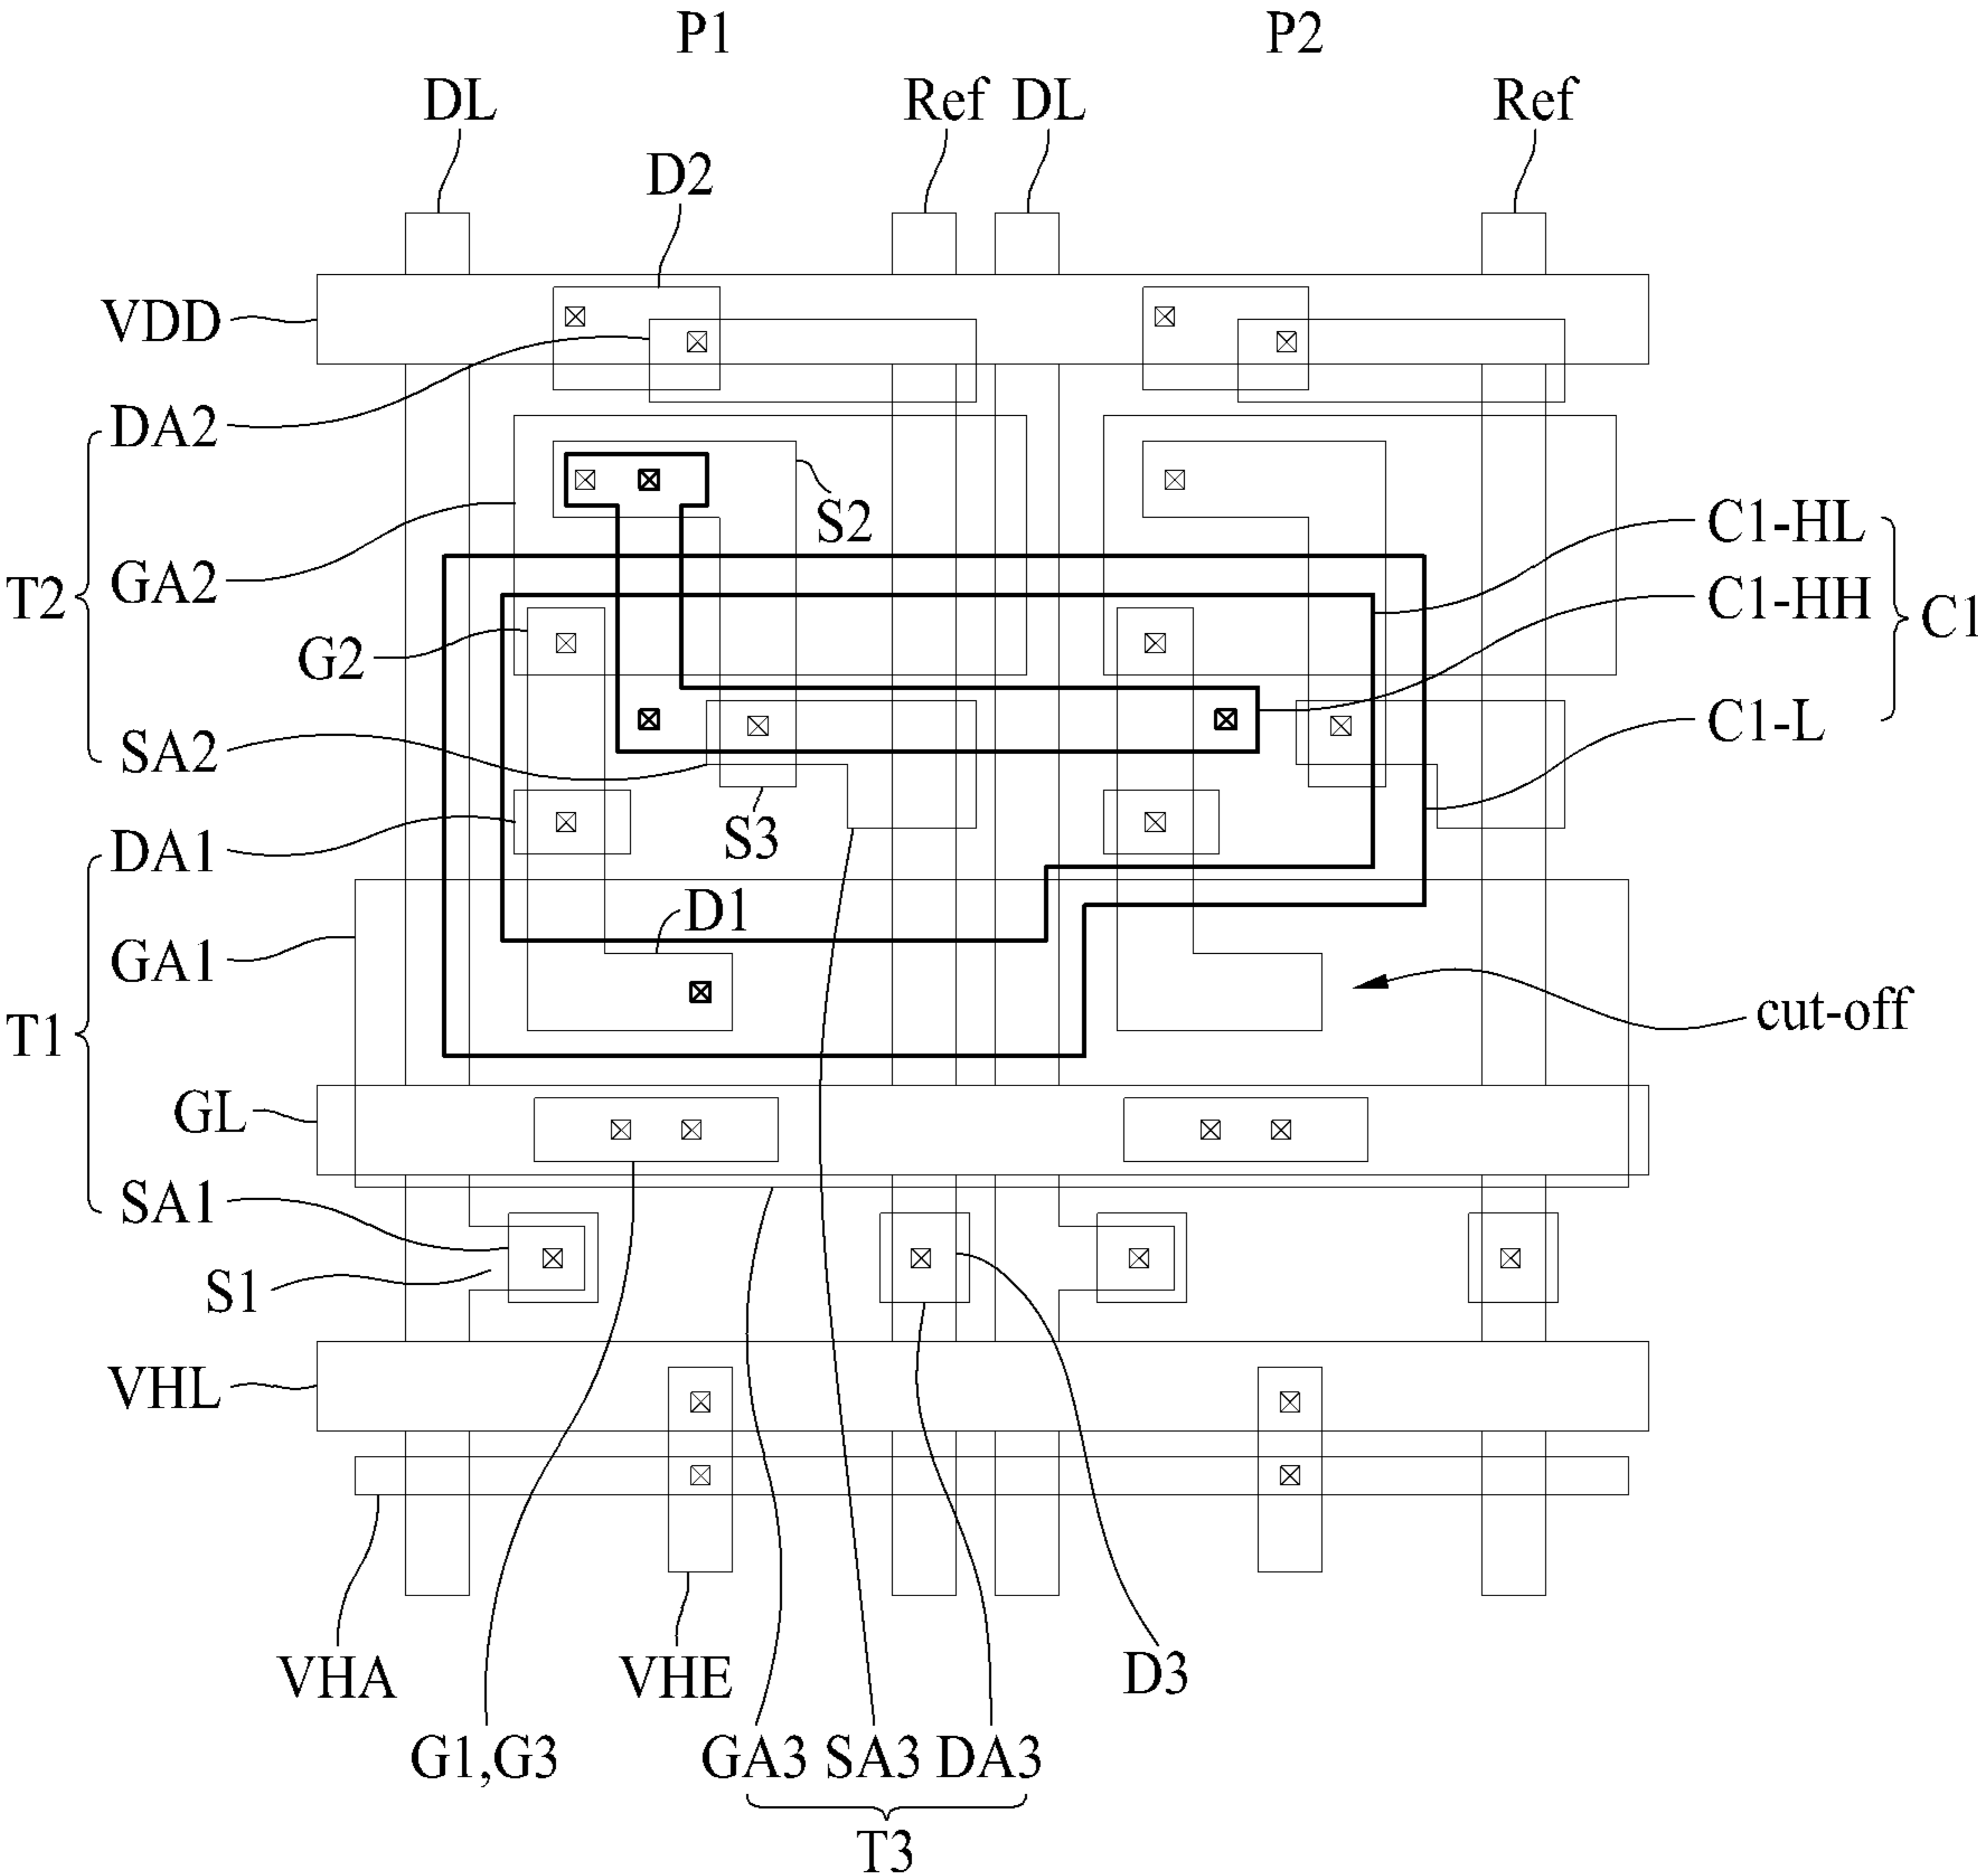 P1 P2
DL Ref DL Ref
D2
VDD
DA2
S2 C1-HL
T2 GA2 C1-HH C1
G2
SA2 C1-L
DA1 S3
D1
GA1
T1 cut-off
GL
SA1
S1
VHL
VHA VHE D3
G1,G3 GA3 SA3 DA3
T3